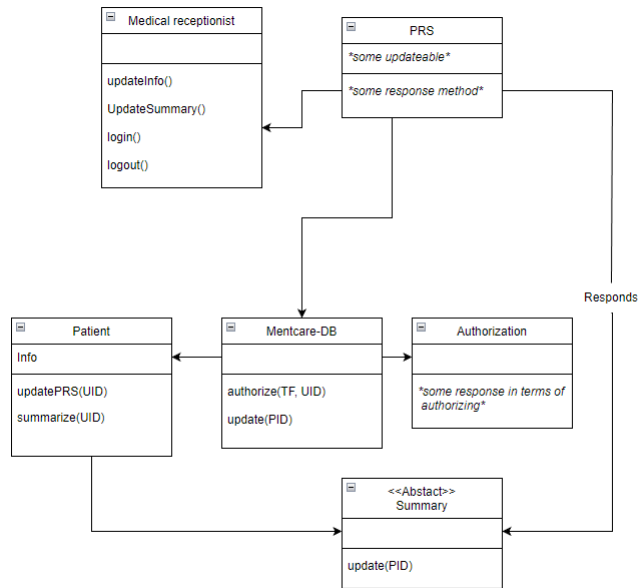 Medical receptionist
updateInfo()
UpdateSummary()
login()
logout()
PRS
*some updateable*
*some response method*
Responds
Patient
Info
updatePRS(UID)
summarize(UID)
Mentcare-DB
authorize(TF, UID)
update(PID)
Authorization
*some response in terms of
authorizing*
<<Abstact>>
Summary
update(PID)